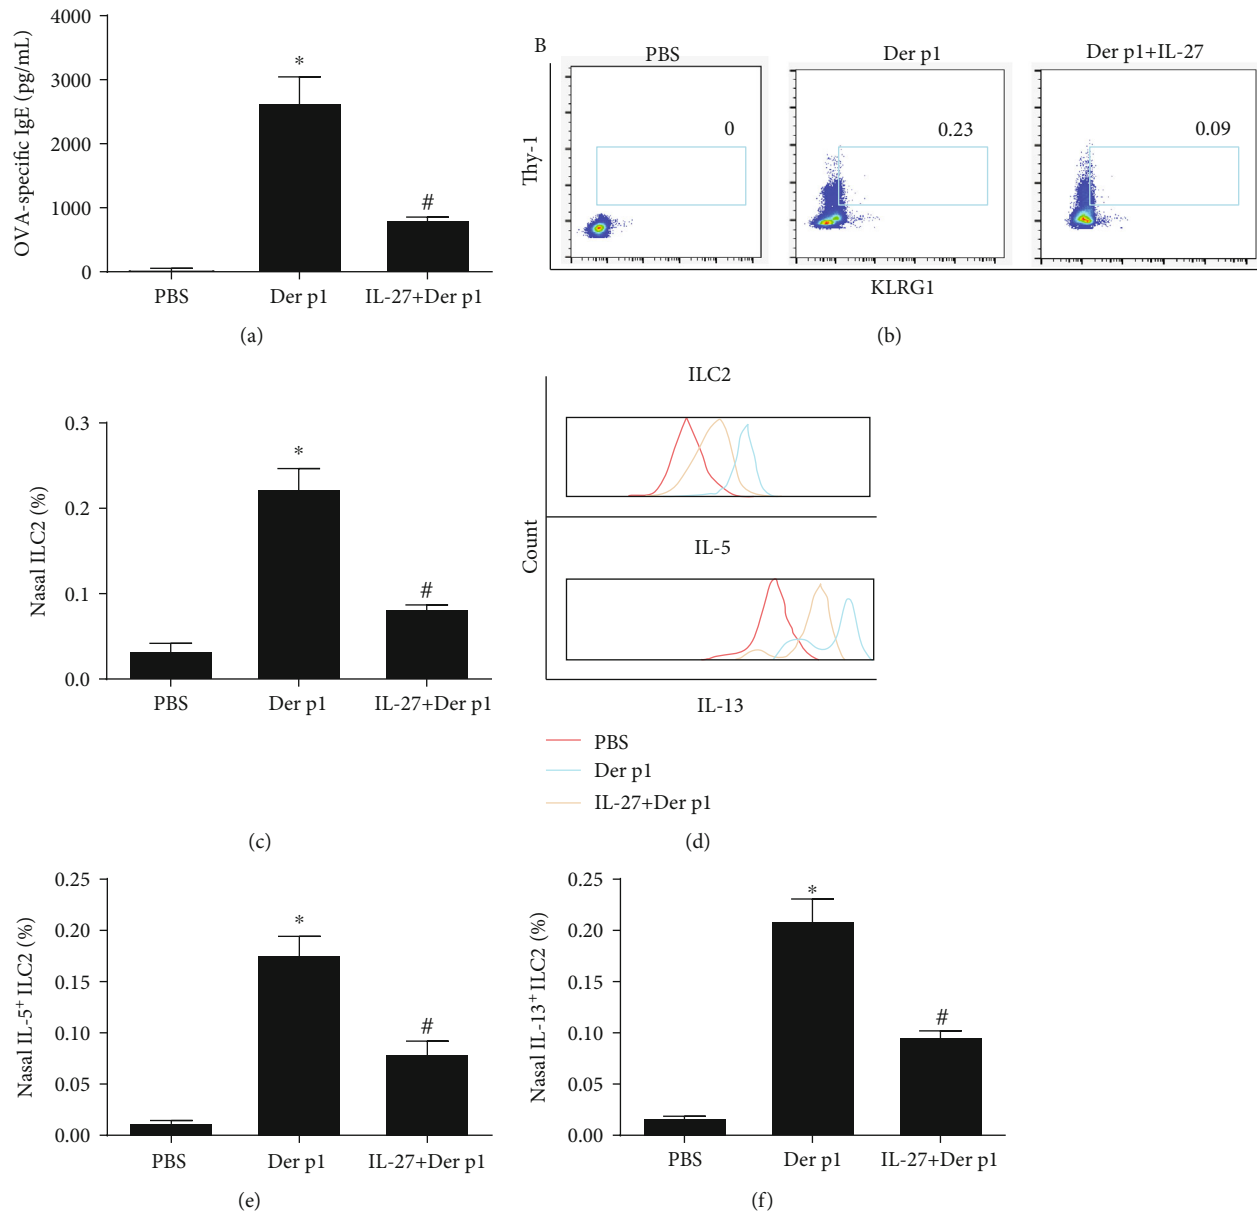 OVA-specific IgE (pg/mL)
4000
3000
2000
1000
0
*
#
PBS
Der p1
IL-27+Der p1
(a)
B
PBS
Der p1
Der p1+IL-27
Thy-1
0
0.23
0.09
KLRG1
(b)
Nasal ILC2 (%)
0.3
0.2
0.1
0.0
*
#
PBS
Der p1
IL-27+Der p1
(c)
ILC2
Count
IL-5
IL-13
PBS
Der p1
IL-27+Der p1
(d)
Nasal IL-5⁺ ILC2 (%)
0.25
0.20
0.15
0.10
0.05
0.00
*
#
PBS
Der p1
IL-27+Der p1
(e)
Nasal IL-13⁺ ILC2 (%)
0.25
0.20
0.15
0.10
0.05
0.00
*
#
PBS
Der p1
IL-27+Der p1
(f)